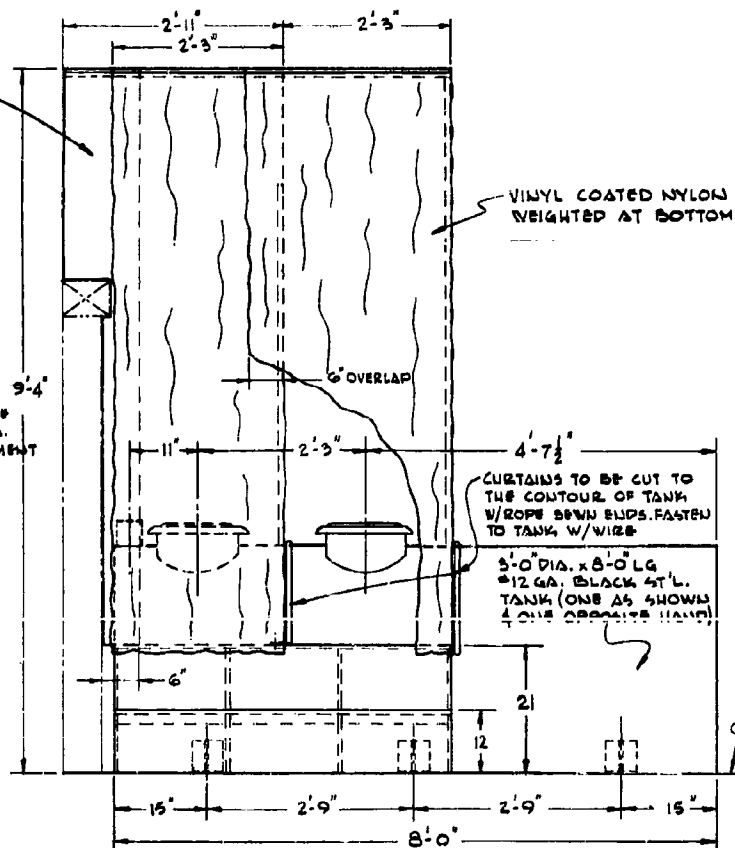 2'-11"
2'-3"
2'-3"
VINYL COATED NYLON
WEIGHTED AT BOTTOM
6" OVERLAP
9'-4"
MENT
11"
2'-3"
4'-7½"
CURTAINS TO BE CUT TO
THE CONTOUR OF TANK
W/ROPE SEWN ENDS. FASTEN
TO TANK W/WIRE
3'-0" DIA. x 8'-0" LG
#12 GA. BLACK ST'L.
TANK (ONE AS SHOWN
& ONE OPPOSITE HAND)
6"
12
21
15"
2'-9"
2'-9"
15"
8'-0"